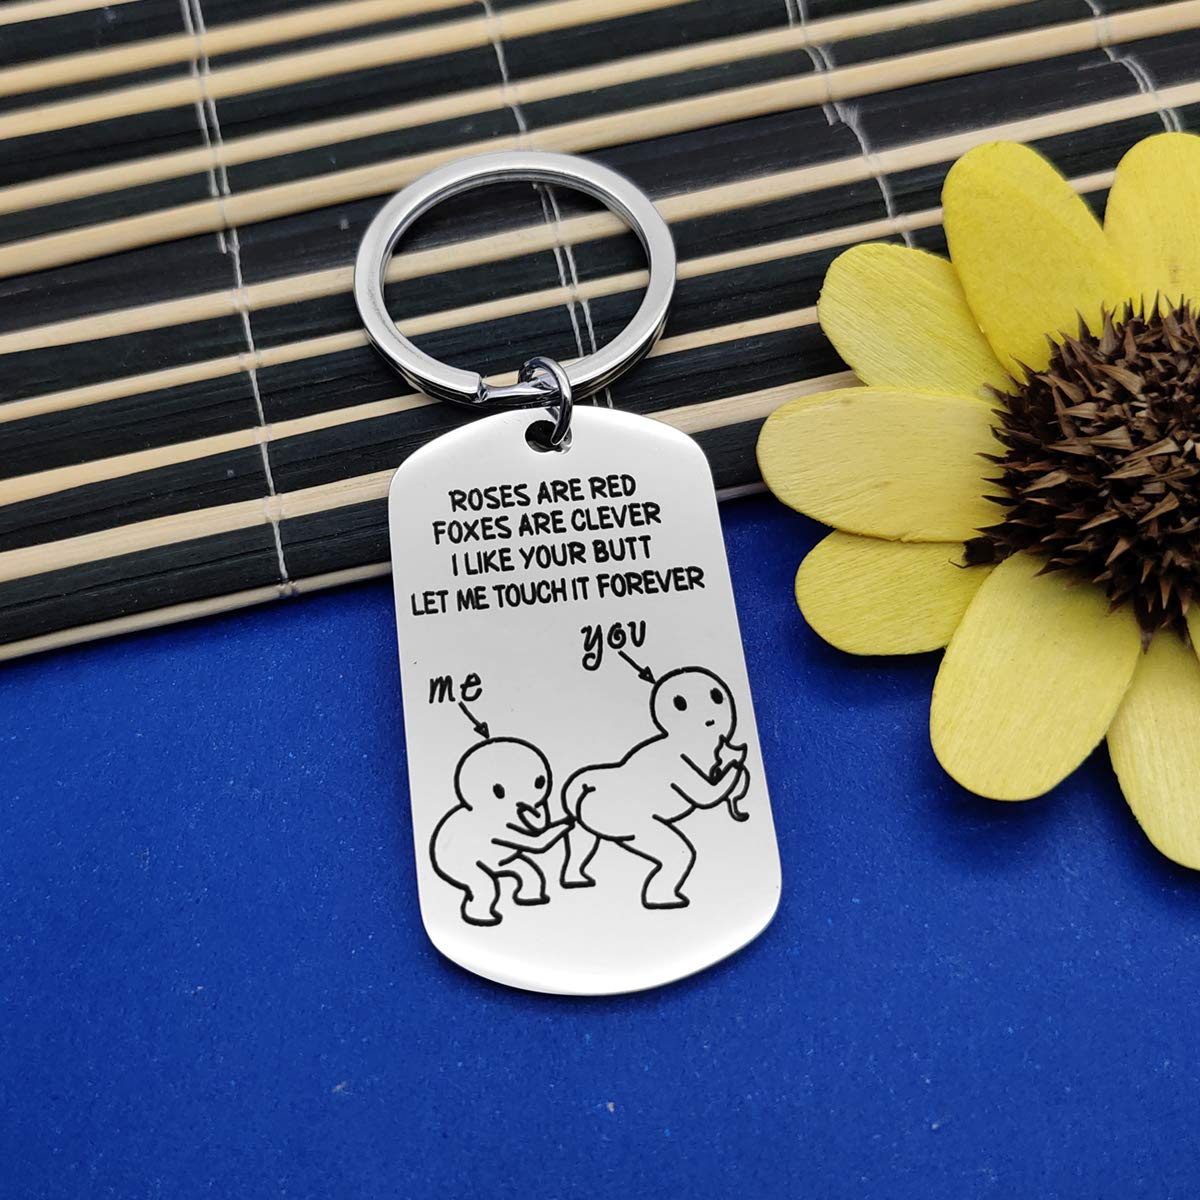 ROSES ARE RED
FOXES ARE CLEVER
I LIKE YOUR BUTT
LET ME TOUCH IT FOREVER
you
me